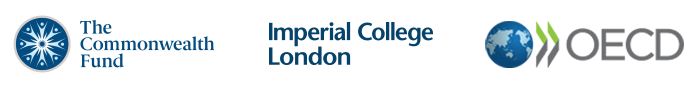 The
Commonwealth
Fund
Imperial College
London
OECD